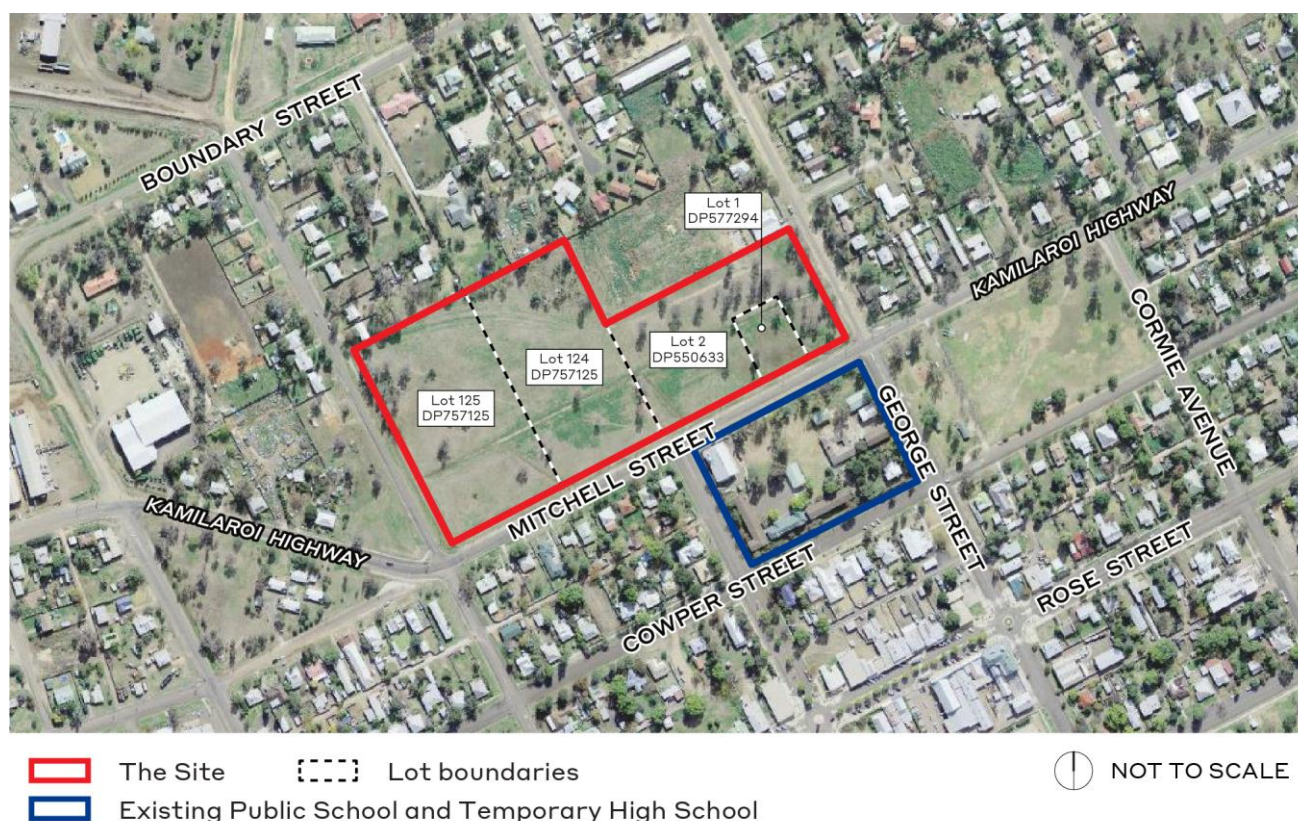 BOUNDARY STREET
Lot 1
DP577294
KAMILAROI HIGHWAY
CORMIE AVENUE
Lot 2
DP550633
Lot 124
DP757125
Lot 125
DP757125
MITCHELL STREET
GEORGE STREET
KAMILAROI HIGHWAY
COWPER STREET
ROSE STREET
The Site
Lot boundaries
NOT TO SCALE
Existing Public School and Temporary High School